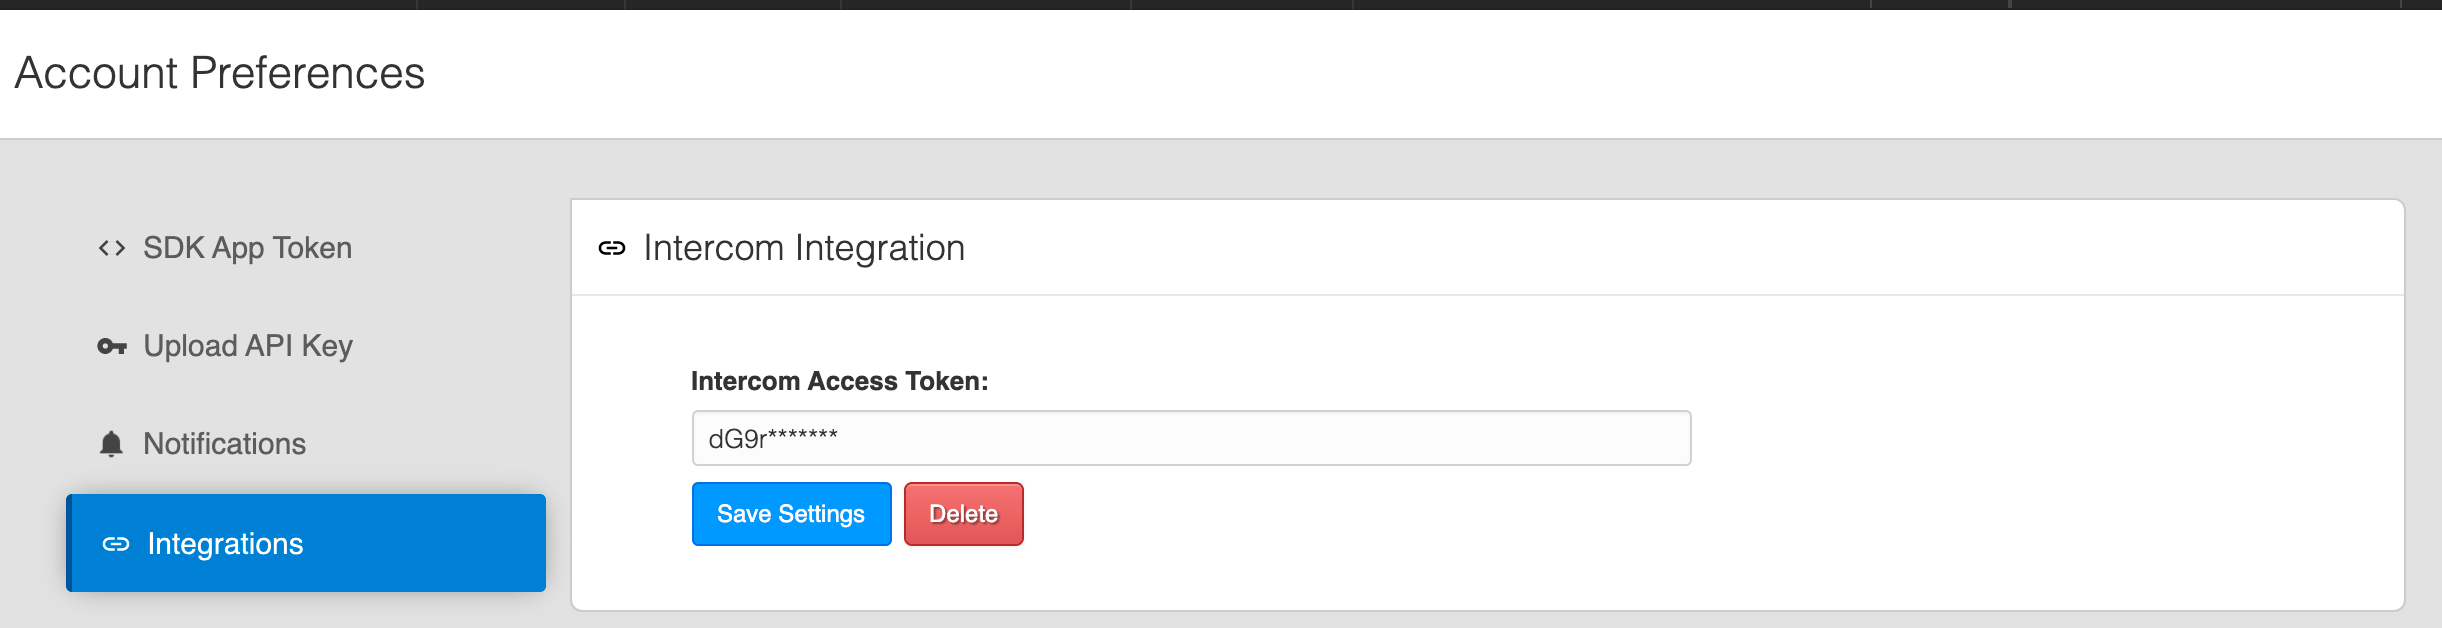 Account Preferences
SDK App Token
Upload API Key
Notifications
Integrations
Intercom Integration
Intercom Access Token:
dG9r*******
Save Settings
Delete